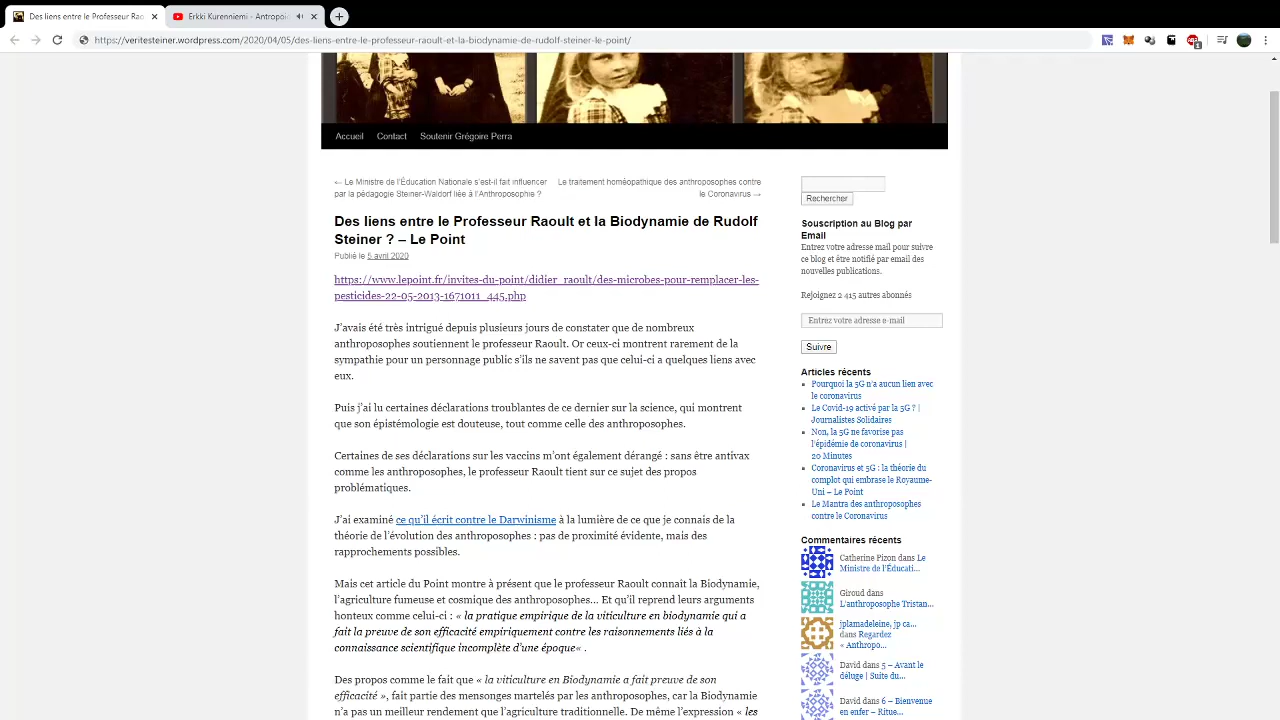 Des liens entre le Professeur Rao
Erkki Kurenniemi - Antropoi
https://veritesteiner.wordpress.com/2020/04/05/des-liens-entre-le-professeur-raoult-et-la-biodynamie-de-rudolf-steiner-le-point/
Accueil Contact Soutenir Grégoire Perra
← Le Ministre de l'Éducation Nationale s'est-il fait influencer
par la pédagogie Steiner-Waldorf liée à l'Anthroposophie ?
Le traitement homéopathique des anthroposophes contre
le Coronavirus →
Des liens entre le Professeur Raoult et la Biodynamie de Rudolf
Steiner ? – Le Point
Publié le 5 avril 2020
https://www.lepoint.fr/invites-du-point/didier_raoult/des-microbes-pour-remplacer-les-
pesticides-22-05-2013-1671011_445.php
J'avais été très intrigué depuis plusieurs jours de constater que de nombreux
anthroposophes soutiennent le professeur Raoult. Or ceux-ci montrent rarement de la
sympathie pour un personnage public s'ils ne savent pas que celui-ci a quelques liens avec
eux.
Puis j'ai lu certaines déclarations troublantes de ce dernier sur la science, qui montrent
que son épistémologie est douteuse, tout comme celle des anthroposophes.
Certaines de ses déclarations sur les vaccins m'ont également dérangé : sans être antivax
comme les anthroposophes, le professeur Raoult tient sur ce sujet des propos
problématiques.
J'ai examiné ce qu'il écrit contre le Darwinisme à la lumière de ce que je connais de la
théorie de l'évolution des anthroposophes : pas de proximité évidente, mais des
rapprochements possibles.
Mais cet article du Point montre à présent que le professeur Raoult connait la Biodynamie,
l'agriculture fumeuse et cosmique des anthroposophes... Et qu'il reprend leurs arguments
honteux comme celui-ci : « la pratique empirique de la viticulture en biodynamie qui a
fait la preuve de son efficacité empiriquement contre les raisonnements liés à la
connaissance scientifique incomplète d'une époque« .
Des propos comme le fait que « la viticulture en Biodynamie a fait preuve de son
efficacité », fait partie des mensonges martelés par les anthroposophes, car la Biodynamie
n'a pas un meilleur rendement que l'agriculture traditionnelle. De même l'expression « les
Rechercher
Souscription au Blog par
Email
Entrez votre adresse mail pour suivre
ce blog et être notifié par email des
nouvelles publications.
Rejoignez 2 415 autres abonnés
Entrez votre adresse e-mail
Suivre
Articles récents
Pourquoi la 5G n'a aucun lien avec
le coronavirus
Le Covid-19 activé par la 5G ? |
Journalistes Solidaires
Non, la 5G ne favorise pas
l'épidémie de coronavirus |
20 Minutes
Coronavirus et 5G : la théorie du
complot qui embrase le Royaume-
Uni – Le Point
Le Mantra des anthroposophes
contre le Coronavirus
Commentaires récents
Catherine Pizon dans Le
Ministre de l'Éducati...
Giroud dans
L'anthroposophe Tristan...
jplamadeleine, jp ca...
dans Regardez
« Anthropo...
David dans 5 – Avant le
déluge | Suite du...
David dans 6 – Bienvenue
en enfer – Ritue...